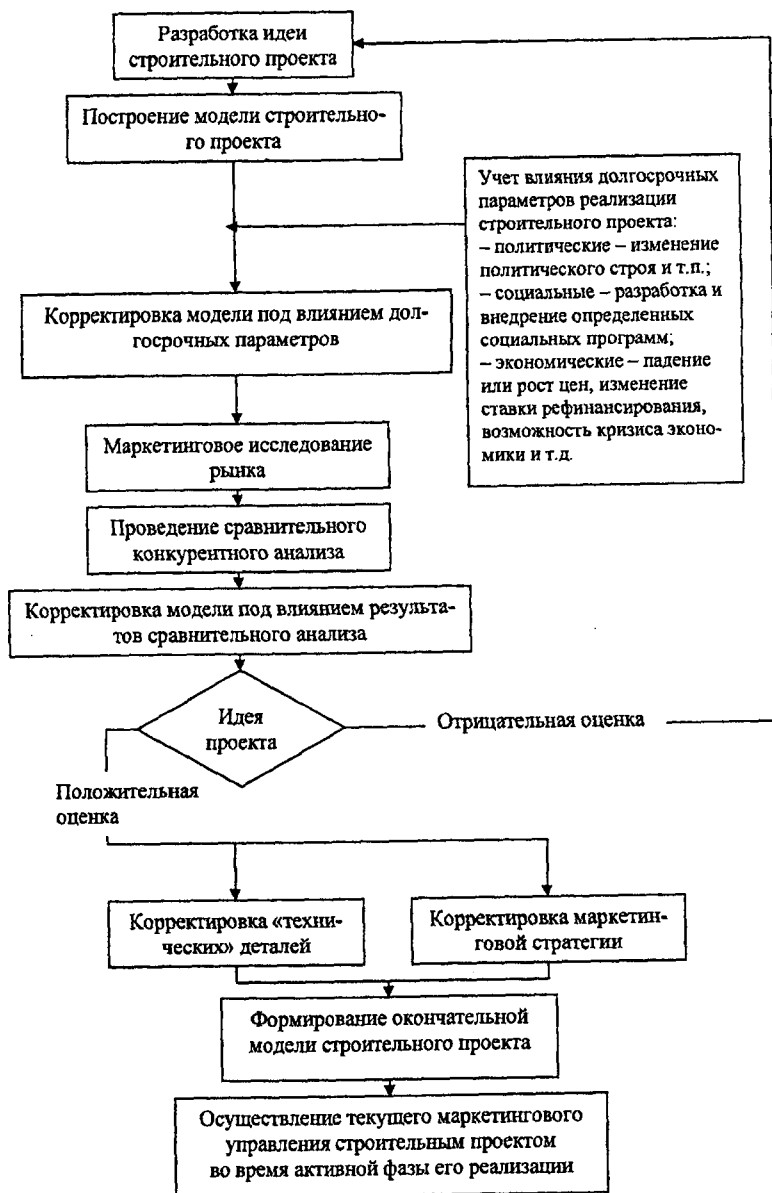 Разработка идеи
строительного проекта
Построение модели строительно-
го проекта
Учет влияния долгосрочных
параметров реализации
строительного проекта:
– политические – изменение
политического строя и т.п.;
– социальные – разработка и
внедрение определенных
социальных программ;
– экономические – падение
или рост цен, изменение
ставки рефинансирования,
возможность кризиса эконо-
мики и т.д.
Корректировка модели под влиянием дол-
госрочных параметров
Маркетинговое исследование
рынка
Проведение сравнительного
конкурентного анализа
Корректировка модели под влиянием результа-
тов сравнительного анализа
Идея
проекта
Отрицательная оценка
Положительная
оценка
Корректировка «техни-
ческих» деталей
Корректировка маркетин-
говой стратегии
Формирование окончательной
модели строительного проекта
Осуществление текущего маркетингового
управления строительным проектом
во время активной фазы его реализации